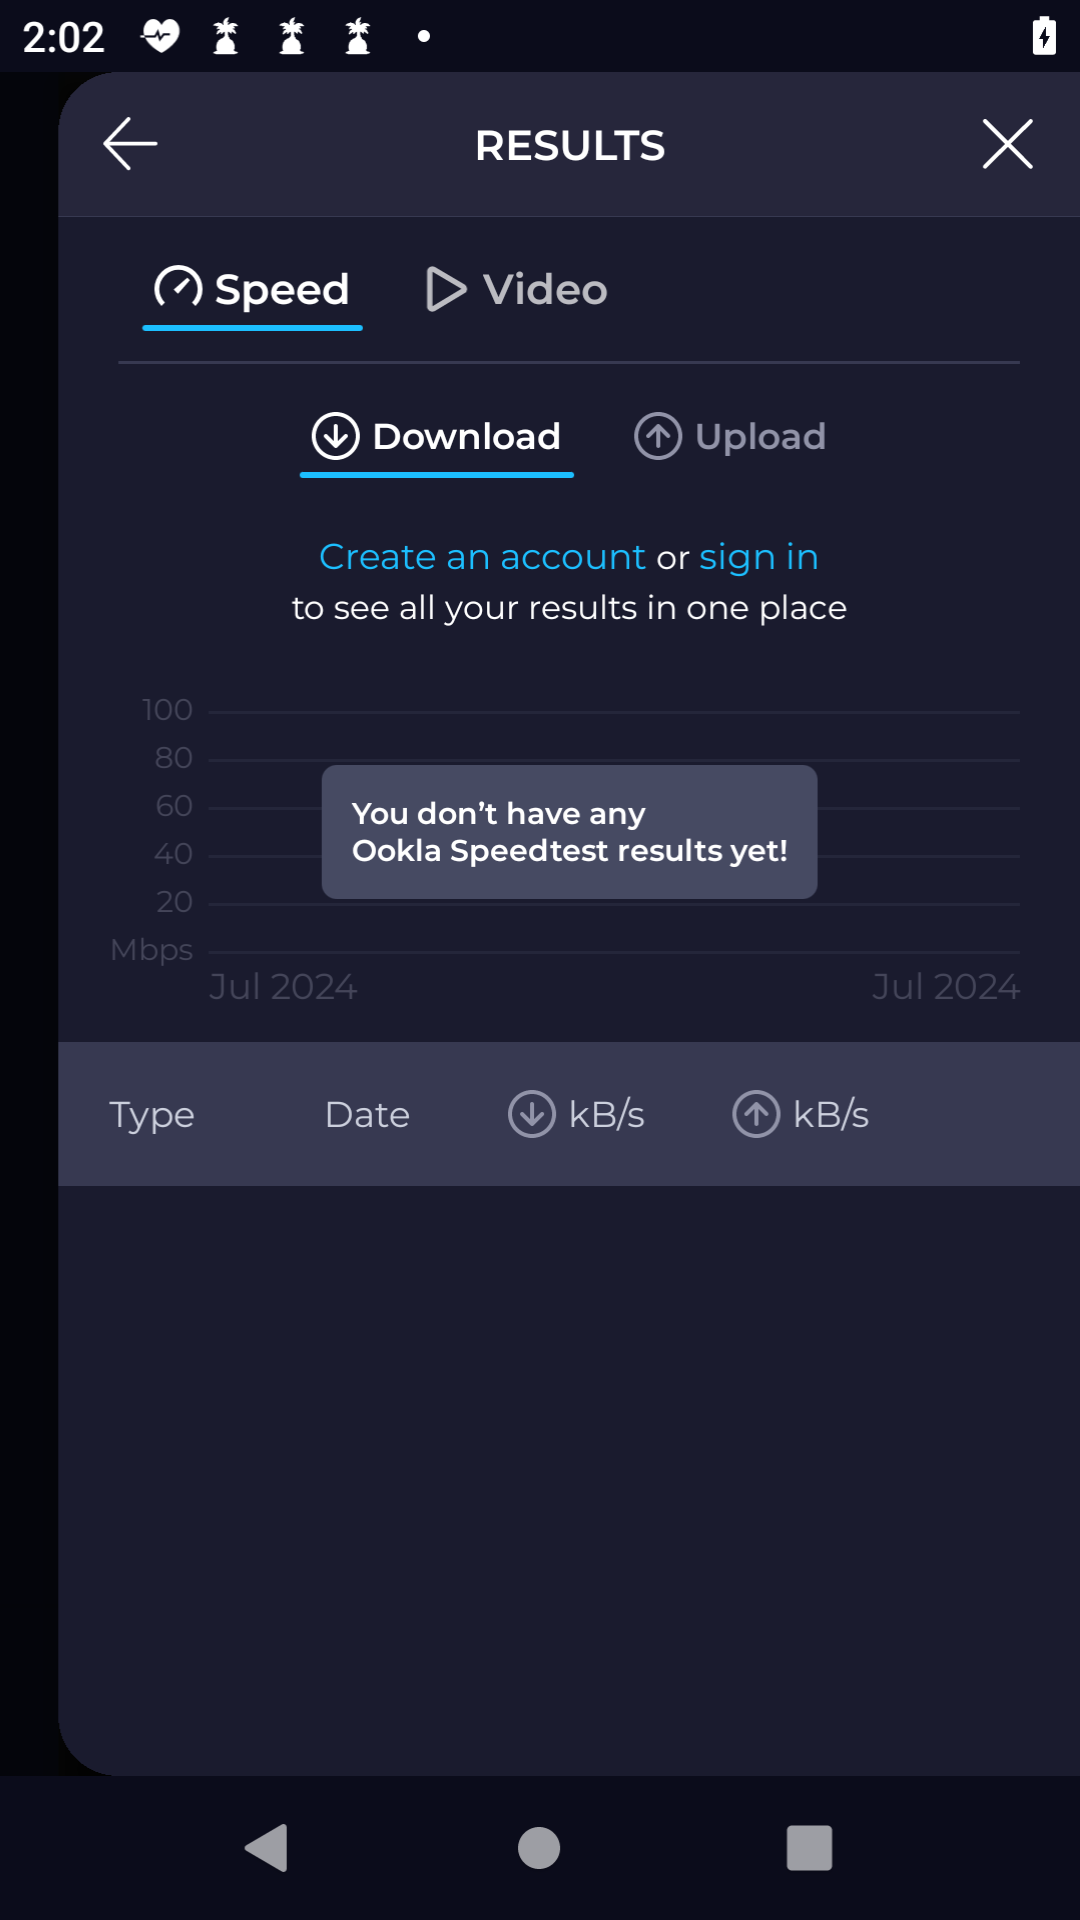 2:02
RESULTS
Speed
Video
Download
Upload
Create an account or sign in
to see all your results in one place
100
80
60
40
20
Mbps
You don’t have any
Ookla Speedtest results yet!
Jul 2024
Jul 2024
Type
Date
kB/s
kB/s